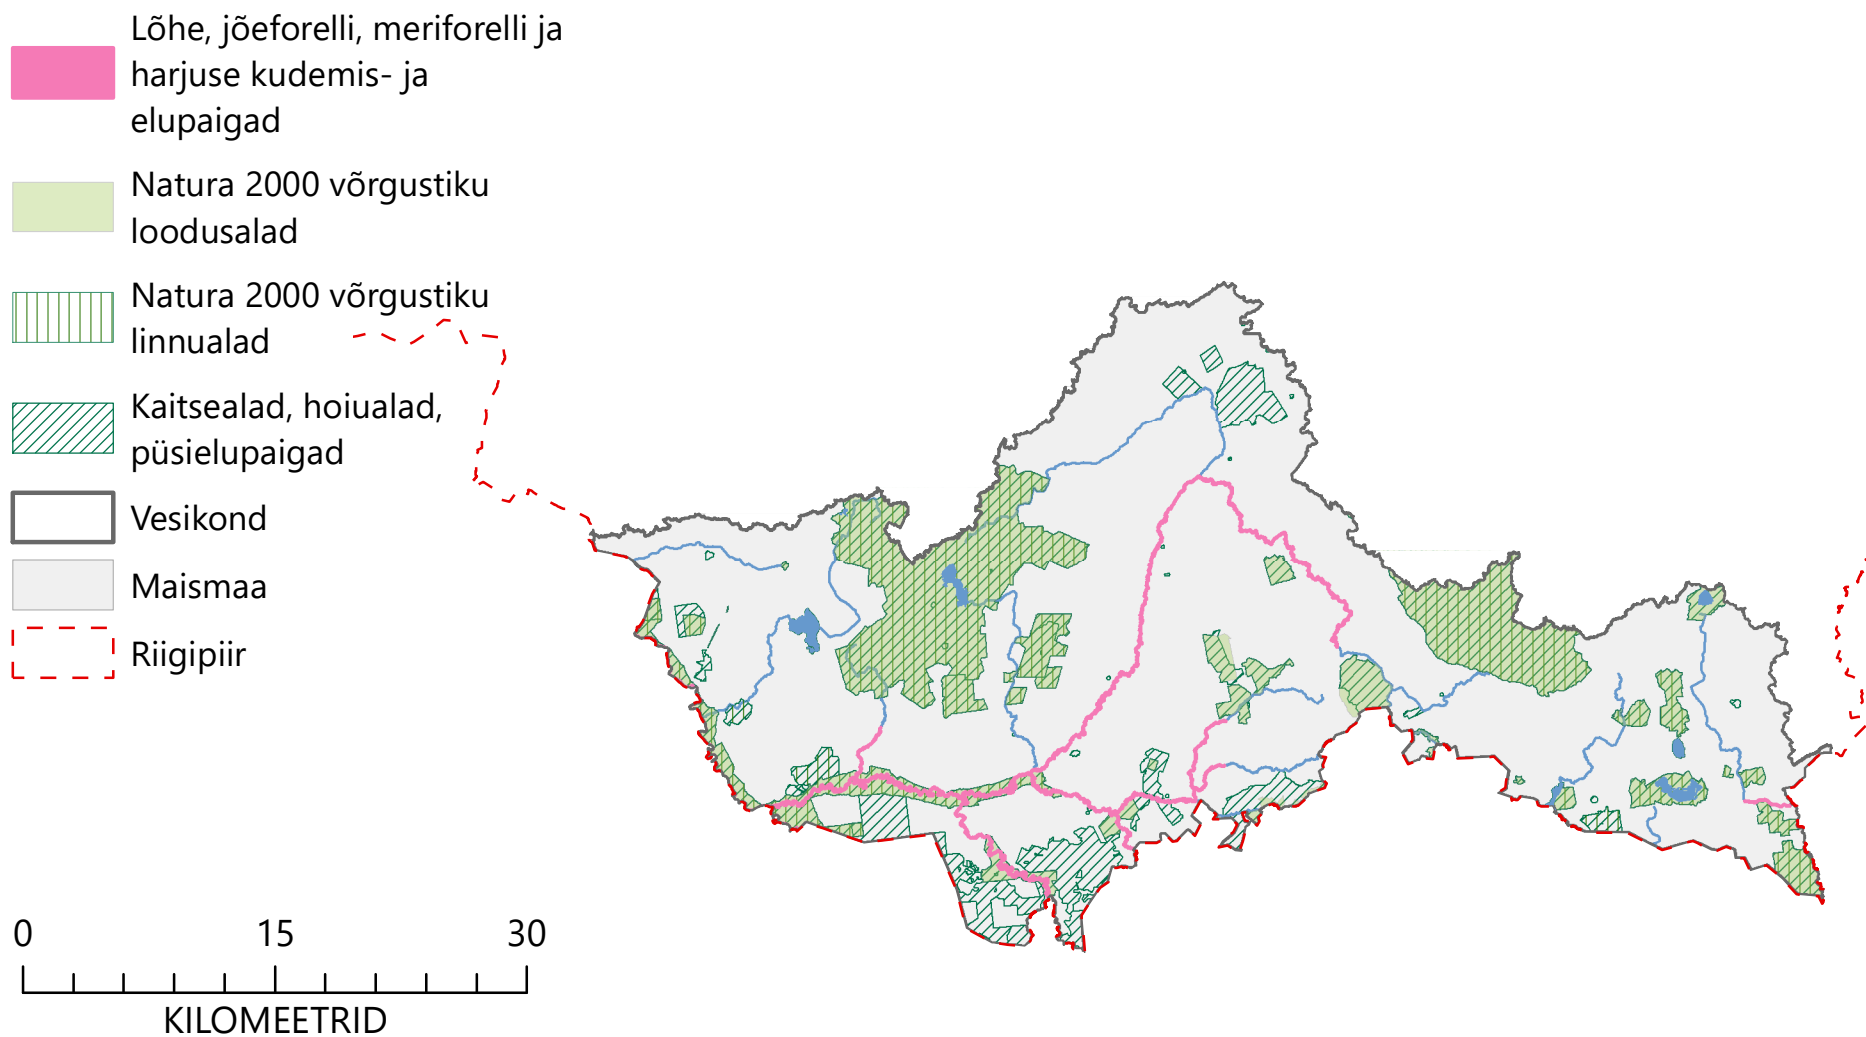 Lõhe, jõeforelli, meriforelli ja
harjuse kudemis- ja
elupaigad
Natura 2000 võrgustiku
loodusalad
Natura 2000 võrgustiku
linnualad
Kaitsealad, hoiualad,
püsielupaigad
Vesikond
Maismaa
Riigipiir
0 15 30
KILOMEETRID